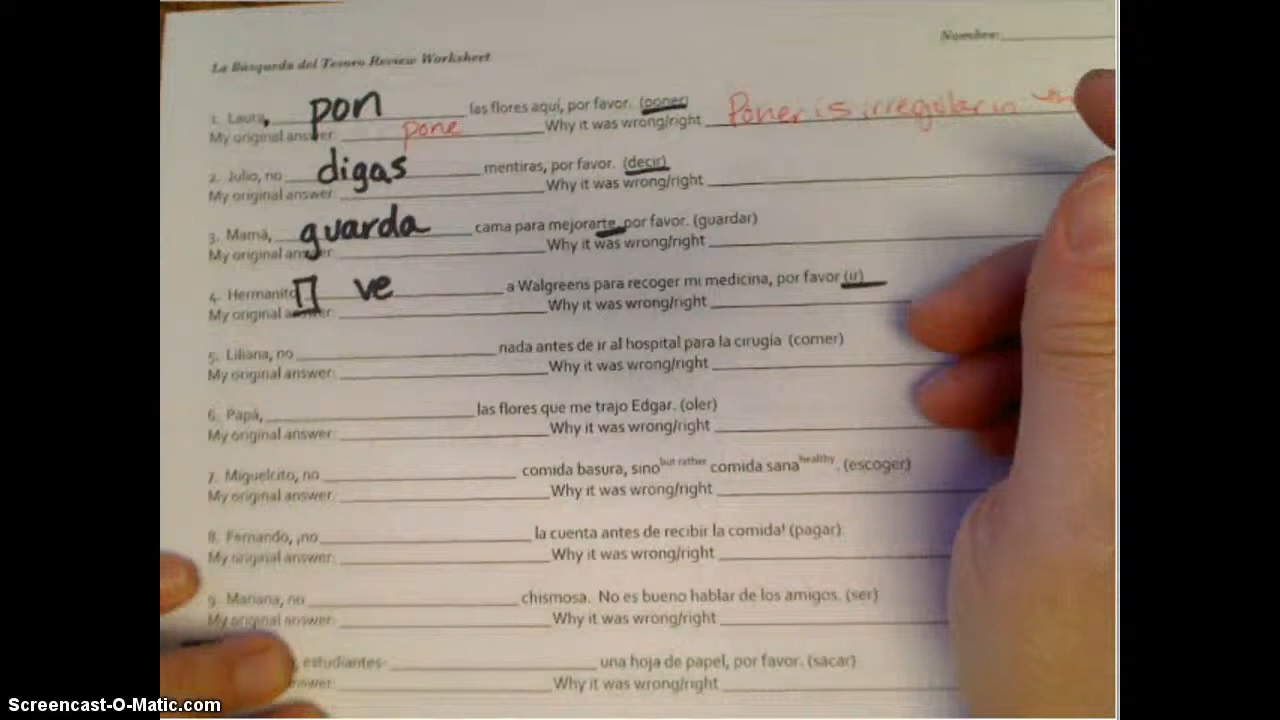 Nombre:
La Búsqueda del Tesoro Review Worksheet
1. Laura, pon las flores aquí, por favor. (poner)
My original answer: pone Why it was wrong/right Poner is irregular in
2. Julio, no digas mentiras, por favor. (decir)
My original answer: Why it was wrong/right
3. Mamá, guarda cama para mejorarte, por favor. (guardar)
My original answer: Why it was wrong/right
4. Hermanito ve a Walgreens para recoger mi medicina, por favor (ir)
My original answer: Why it was wrong/right
5. Liliana, no nada antes de ir al hospital para la cirugía (comer)
My original answer: Why it was wrong/right
6. Papá, las flores que me trajo Edgar. (oler)
My original answer: Why it was wrong/right
7. Miguelcito, no comida basura, sino but rather comida sana healthy. (escoger)
My original answer: Why it was wrong/right
8. Fernando, ,no la cuenta antes de recibir la comida! (pagar)
My original answer: Why it was wrong/right
9. Mariana, no chismosa. No es bueno hablar de los amigos. (ser)
My original answer: Why it was wrong/right
, estudiantes- una hoja de papel, por favor. (sacar)
answer: Why it was wrong/right
Screencast-O-Matic.com